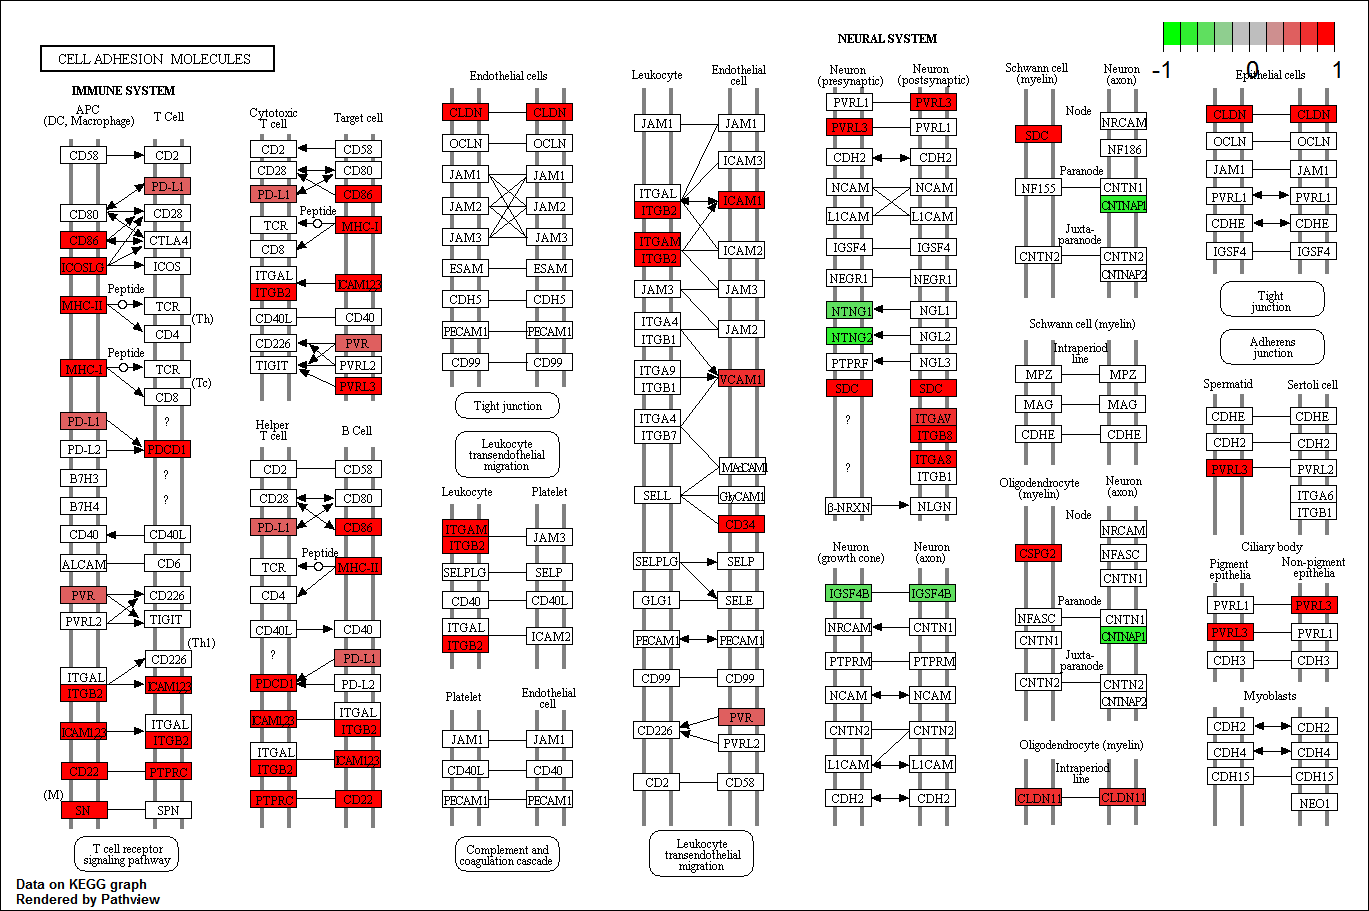 CELL ADHESION MOLECULES
-1
0
1
IMMUNE SYSTEM
APC
(DC, Macrophage)
T Cell
CD58
CD2
PD-L1
CD80
CD28
CD86
CTLA4
ICOSLG
ICOS
Peptide
MHC-II
TCR
(Th)
CD4
Peptide
MHC-I
TCR
(Tc)
CD8
PD-L1
?
PD-L2
PDCD1
B7H3
?
B7H4
?
CD40
CD40L
ALCAM
CD6
PVR
CD226
PVRL2
TIGIT
(Th1)
CD226
ITGAL
ITGB2
ICAM1,2,3
ICAM1,2,3
ITGAL
ITGB2
CD22
PTPRC
(M)
SN
SPN
T cell receptor
signaling pathway
Data on KEGG graph
Rendered by Pathview
Cytotoxic
T cell
Target cell
CD2
CD58
CD28
CD80
PD-L1
CD86
Peptide
TCR
MHC-I
CD8
ITGAL
ITGB2
ICAM1,2,3
CD40L
CD40
CD226
PVR
TIGIT
PVRL2
PVRL3
Helper
T cell
B Cell
CD2
CD58
CD28
CD80
PD-L1
CD86
Peptide
TCR
MHC-II
CD4
CD40L
CD40
?
PD-L1
PDCD1
PD-L2
ICAM1,2,3
ITGAL
ITGB2
ITGAL
ITGB2
ICAM1,2,3
PTPRC
CD22
Endothelial cells
CLDN
CLDN
OCLN
OCLN
JAM1
JAM1
JAM2
JAM2
JAM3
JAM3
ESAM
ESAM
CDH5
CDH5
PECAM1
PECAM1
CD99
CD99
Tight junction
Leukocyte
transendothelial
migration
Leukocyte
Platelet
ITGAM
ITGB2
JAM3
SELPLG
SELP
CD40
CD40L
ITGAL
ITGB2
ICAM2
Platelet
Endothelial
cell
JAM1
JAM1
CD40L
CD40
PECAM1
PECAM1
Complement and
coagulation cascade
Leukocyte
Endothelial
cell
JAM1
JAM1
ICAM3
ITGAL
ITGB2
ICAM1
ITGAM
ITGB2
ICAM2
JAM3
JAM3
ITGA4
ITGB1
JAM2
ITGA9
ITGB1
VCAM1
ITGA4
ITGB7
MAdCAM1
SELL
GlyCAM1
CD34
SELPLG
SELP
GLG1
SELE
PECAM1
PECAM1
CD99
CD99
CD226
PVR
PVRL2
CD2
CD58
Leukocyte
transendothelial
migration
NEURAL SYSTEM
Neuron
(presynaptic)
Neuron
(postsynaptic)
PVRL1
PVRL3
PVRL3
PVRL1
CDH2
CDH2
NCAM
NCAM
L1CAM
L1CAM
IGSF4
IGSF4
NEGR1
NEGR1
NTNG1
NGL1
NTNG2
NGL2
PTPRF
NGL3
SDC
SDC
?
ITGAV
ITGB8
?
ITGA8
ITGB1
β-NRXN
NLGN
Neuron
(growth cone)
Neuron
(axon)
IGSF4B
IGSF4B
NRCAM
CNTN1
PTPRM
PTPRM
NCAM
NCAM
CNTN2
CNTN2
L1CAM
L1CAM
CDH2
CDH2
Schwann cell
(myelin)
Neuron
(axon)
Node
SDC
NRCAM
NF186
Paranode
NF155
CNTN1
CNTNAP1
Juxta-
paranode
CNTN2
CNTN2
CNTNAP2
Schwann cell (myelin)
Intraperiod
line
MPZ
MPZ
MAG
MAG
CDHE
CDHE
Oligodendrocyte
(myelin)
Neuron
(axon)
Node
NRCAM
CSPG2
NFASC
CNTN1
Paranode
NFASC
CNTN1
CNTN1
CNTNAP1
Juxta-
paranode
CNTN2
CNTN2
CNTNAP2
Oligodendrocyte (myelin)
Intraperiod
line
CLDN11
CLDN11
Epithelial cells
CLDN
CLDN
OCLN
OCLN
JAM1
JAM1
PVRL1
PVRL1
CDHE
CDHE
IGSF4
IGSF4
Tight
junction
Adherens
junction
Spermatid
Sertoli cell
CDHE
CDHE
CDH2
CDH2
PVRL3
PVRL2
ITGA6
ITGB1
Ciliary body
Pigment
epithelia
Non-pigment
epithelia
PVRL1
PVRL3
PVRL3
PVRL1
CDH3
CDH3
Myoblasts
CDH2
CDH2
CDH4
CDH4
CDH15
CDH15
NEO1